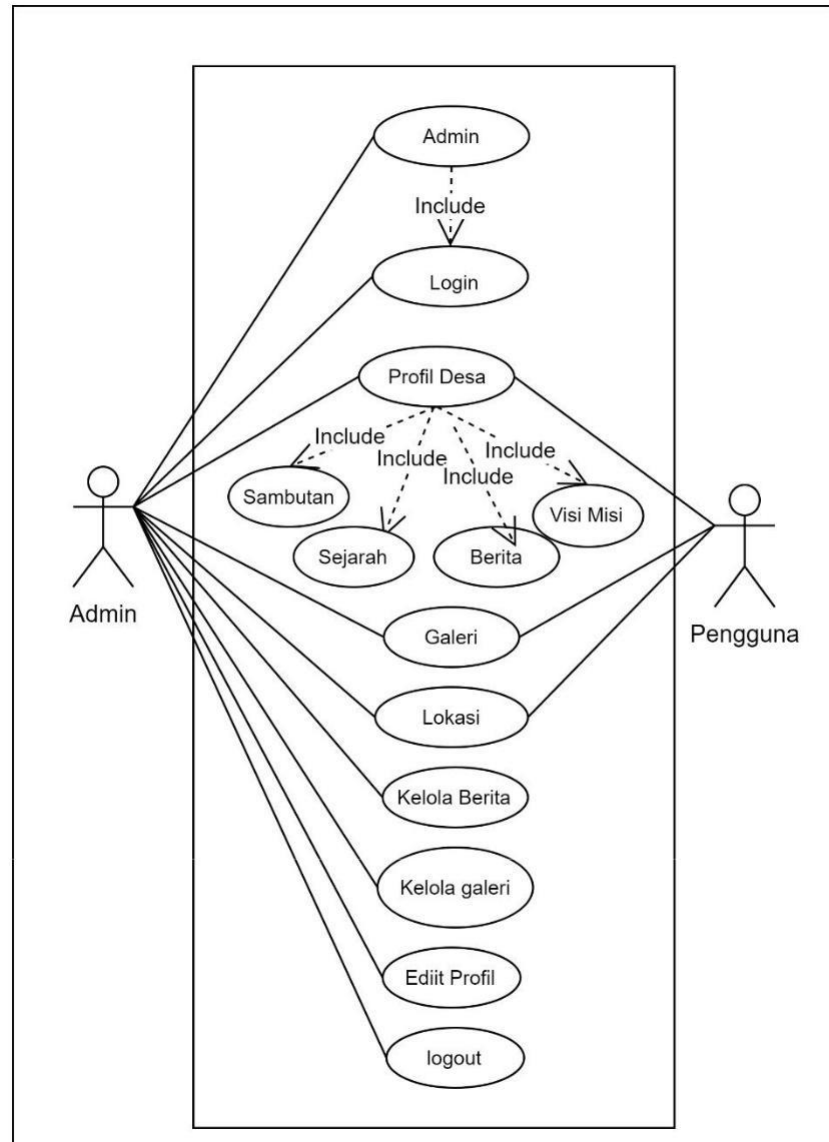 Admin
Include
Login
Profil Desa
Include
Include
Include
Include
Sambutan
Visi Misi
Sejarah
Berita
Admin
Pengguna
Galeri
Lokasi
Kelola Berita
Kelola galeri
Ediit Profil
logout